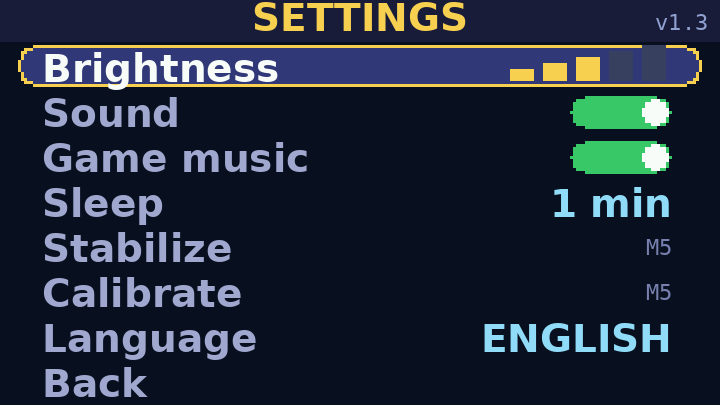 SETTINGS v1.3
Brightness
Sound
Game music
Sleep 1 min
Stabilize M5
Calibrate M5
Language ENGLISH
Back